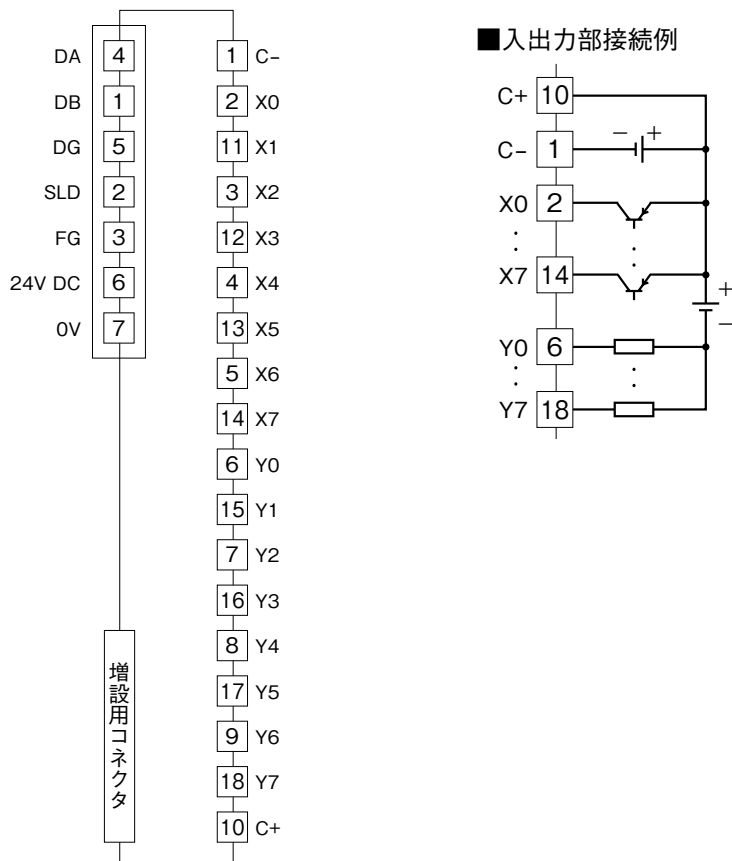 DA 4
DB 1
DG 5
SLD 2
FG 3
24V DC 6
0V 7
増設用コネクタ
1 C−
2 X0
11 X1
3 X2
12 X3
4 X4
13 X5
5 X6
14 X7
6 Y0
15 Y1
7 Y2
16 Y3
8 Y4
17 Y5
9 Y6
18 Y7
10 C+
■入出力部接続例
C+ 10
C− 1 − +
X0 2
X7 14
+
−
Y0 6
Y7 18